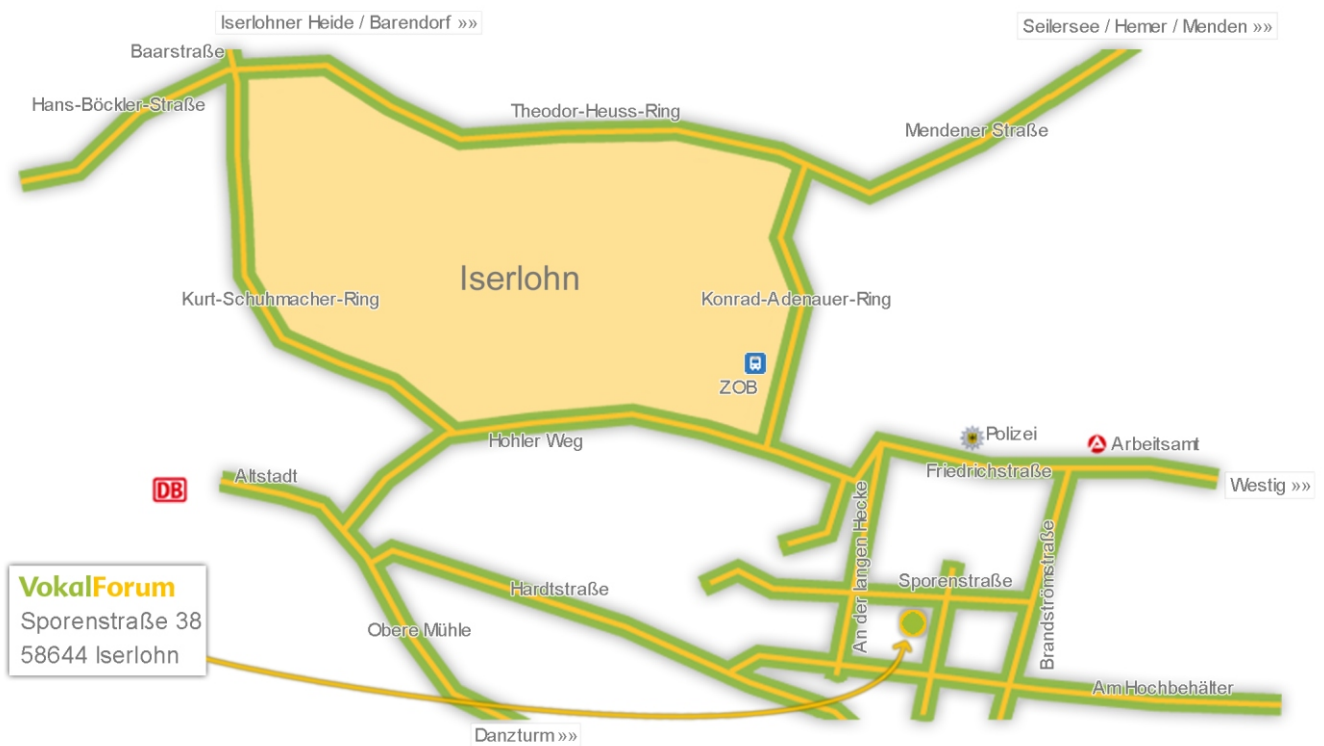 Iserlohner Heide / Barendorf »»
Seilersee / Hemer / Menden »»
Baarstraße
Hans-Böckler-Straße
Theodor-Heuss-Ring
Mendener Straße
Iserlohn
Kurt-Schuhmacher-Ring
Konrad-Adenauer-Ring
ZOB
Hohler Weg
Polizei
Arbeitsamt
Friedrichstraße
Westig »»
Altstadt
DB
An der langen Hecke
Brandströmstraße
Sporenstraße
Hardtstraße
Obere Mühle
VokalForum
Sporenstraße 38
58644 Iserlohn
Am Hochbehälter
Danzturm »»